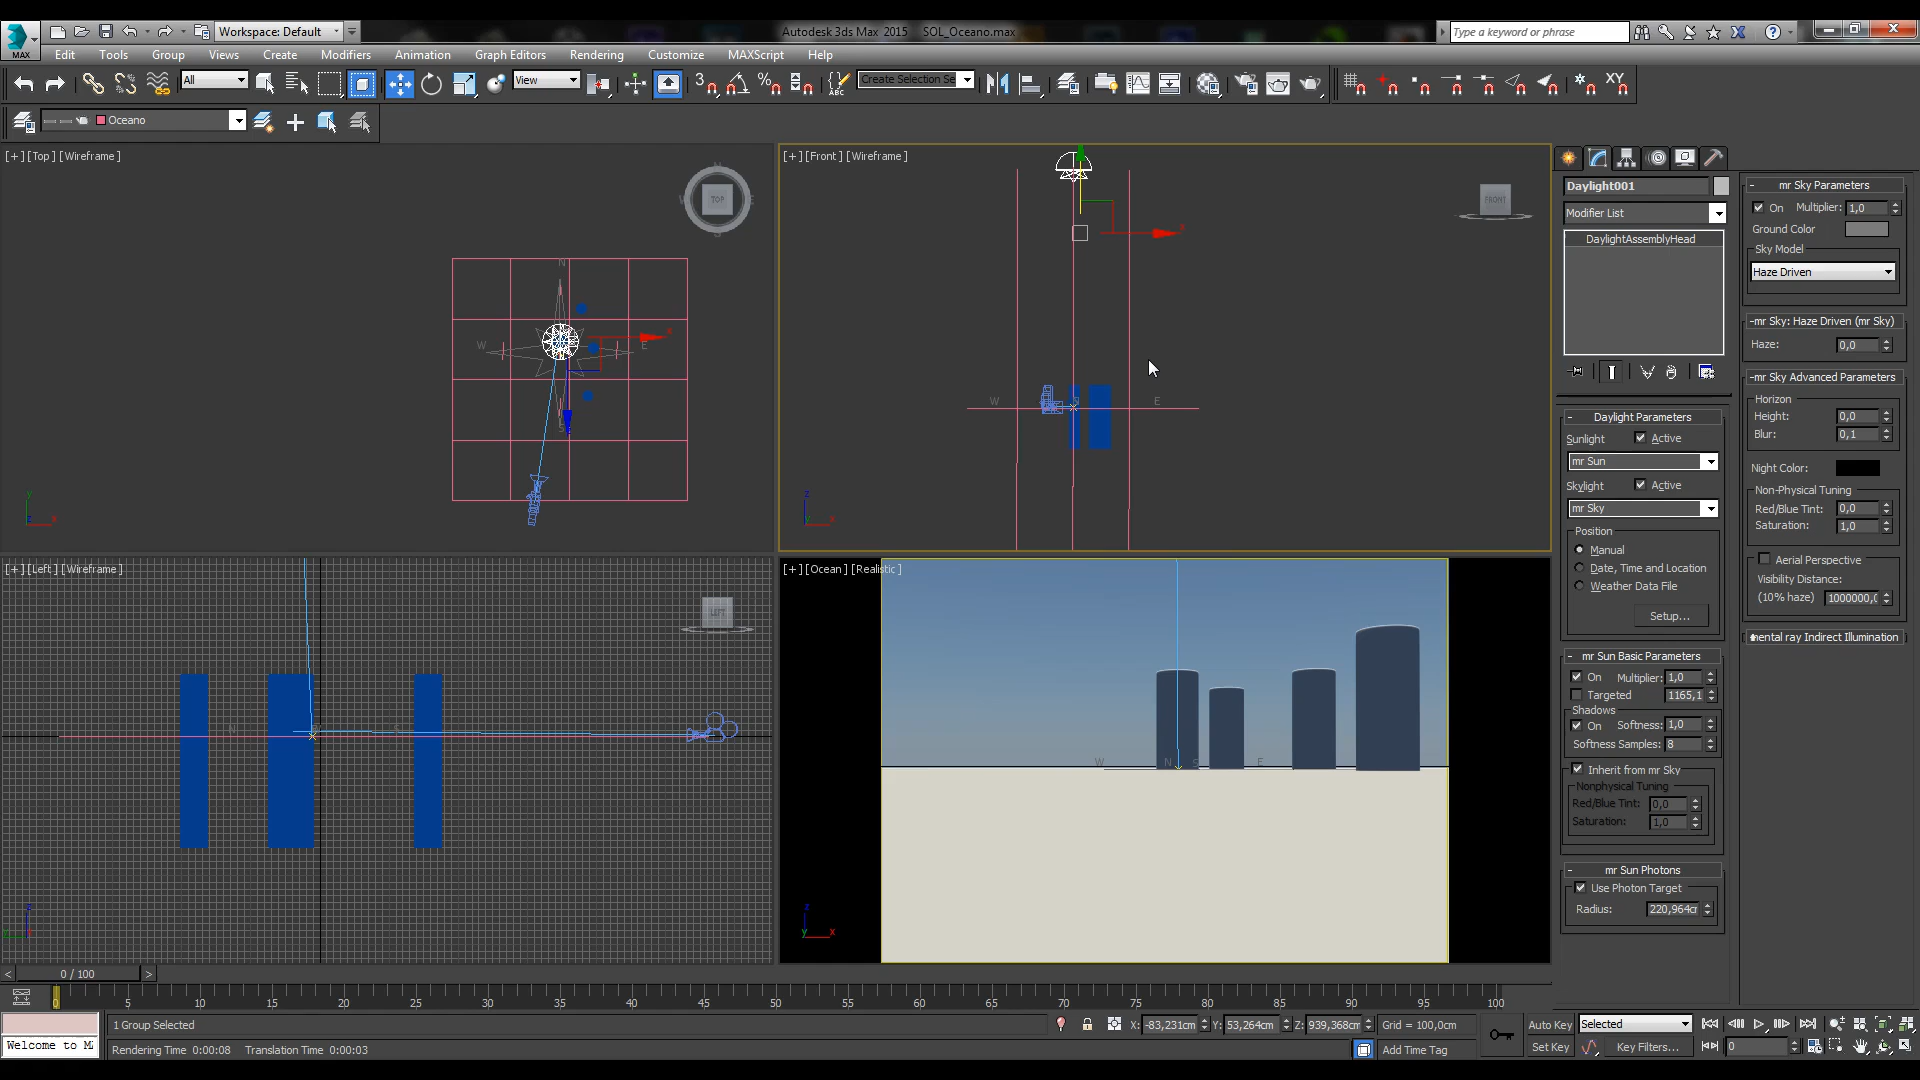 Workspace: Default
Autodesk 3ds Max 2015 SOL_Oceano.max
Type a keyword or phrase
MAX
Edit Tools Group Views Create Modifiers Animation Graph Editors Rendering Customize MAXScript Help
All View 3 % ABC Create Selection Se XY
Oceano
[+] [Top] [Wireframe]
TOP
N
W E
S
[+] [Front] [Wireframe]
FRONT
W E
[+] [Left] [Wireframe]
LEFT
N S
[+] [Ocean] [Realistic]
W N S E
Daylight001
Modifier List
DaylightAssemblyHead
Daylight Parameters
Sunlight Active
mr Sun
Skylight Active
mr Sky
Position
Manual
Date, Time and Location
Weather Data File
Setup...
mr Sun Basic Parameters
On Multiplier: 1,0
Targeted 1165,1
Shadows
On Softness: 1,0
Softness Samples: 8
Inherit from mr Sky
Nonphysical Tuning
Red/Blue Tint: 0,0
Saturation: 1,0
mr Sun Photons
Use Photon Target
Radius: 220,964cr
mr Sky Parameters
On Multiplier: 1,0
Ground Color
Sky Model
Haze Driven
mr Sky: Haze Driven (mr Sky)
Haze: 0,0
mr Sky Advanced Parameters
Horizon
Height: 0,0
Blur: 0,1
Night Color:
Non-Physical Tuning
Red/Blue Tint: 0,0
Saturation: 1,0
Aerial Perspective
Visibility Distance:
(10% haze) 1000000,0
mental ray Indirect Illumination
< 0 / 100 >
0 5 10 15 20 25 30 35 40 45 50 55 60 65 70 75 80 85 90 95 100
1 Group Selected
X: -83,231cm Y: 53,264cm Z: 939,368cm Grid = 100,0cm
Auto Key Selected
Welcome to MA
Rendering Time 0:00:08 Translation Time 0:00:03
Add Time Tag
Set Key Key Filters... 0